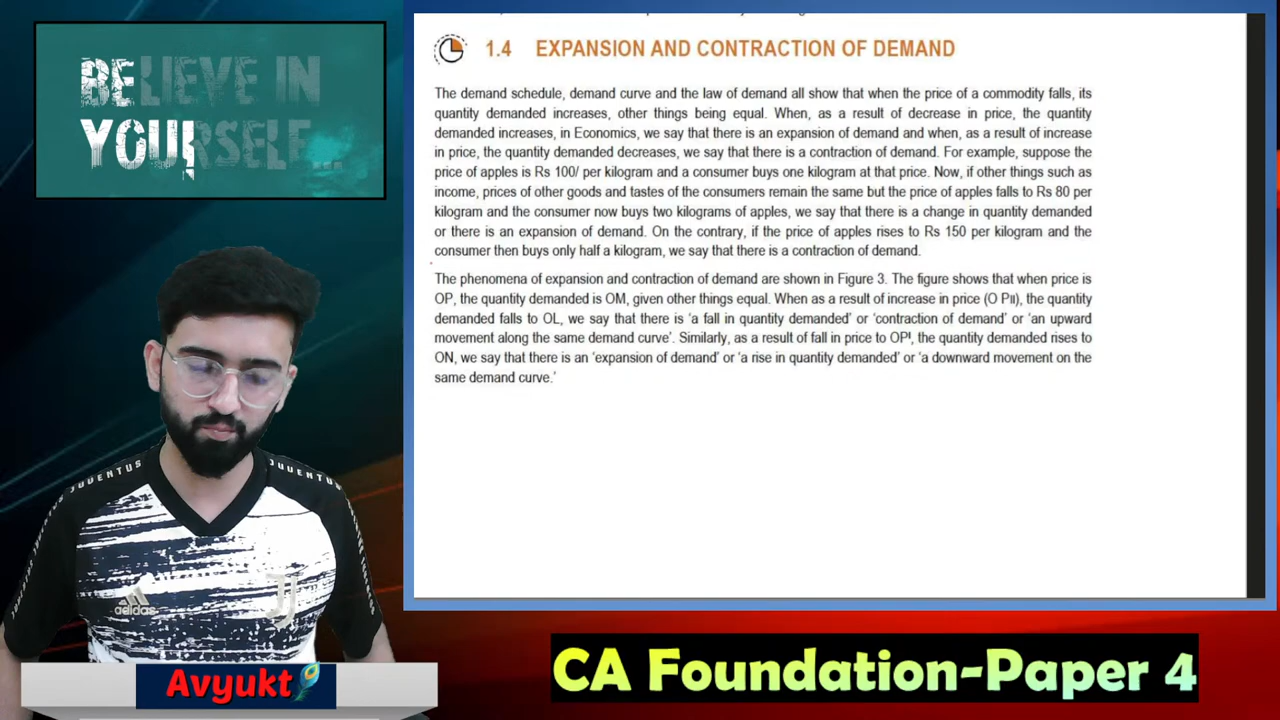 BELIEVE IN
YOURSELF...
1.4 EXPANSION AND CONTRACTION OF DEMAND
The demand schedule, demand curve and the law of demand all show that when the price of a commodity falls, its
quantity demanded increases, other things being equal. When, as a result of decrease in price, the quantity
demanded increases, in Economics, we say that there is an expansion of demand and when, as a result of increase
in price, the quantity demanded decreases, we say that there is a contraction of demand. For example, suppose the
price of apples is Rs 100/ per kilogram and a consumer buys one kilogram at that price. Now, if other things such as
income, prices of other goods and tastes of the consumers remain the same but the price of apples falls to Rs 80 per
kilogram and the consumer now buys two kilograms of apples, we say that there is a change in quantity demanded
or there is an expansion of demand. On the contrary, if the price of apples rises to Rs 150 per kilogram and the
consumer then buys only half a kilogram, we say that there is a contraction of demand.
The phenomena of expansion and contraction of demand are shown in Figure 3. The figure shows that when price is
OP, the quantity demanded is OM, given other things equal. When as a result of increase in price (O PII), the quantity
demanded falls to OL, we say that there is ‘a fall in quantity demanded’ or ‘contraction of demand’ or ‘an upward
movement along the same demand curve’. Similarly, as a result of fall in price to OPᴵ, the quantity demanded rises to
ON, we say that there is an ‘expansion of demand’ or ‘a rise in quantity demanded’ or ‘a downward movement on the
same demand curve.’
JUVENTUS
JUVENTUS
adidas
Avyukt
CA Foundation-Paper 4